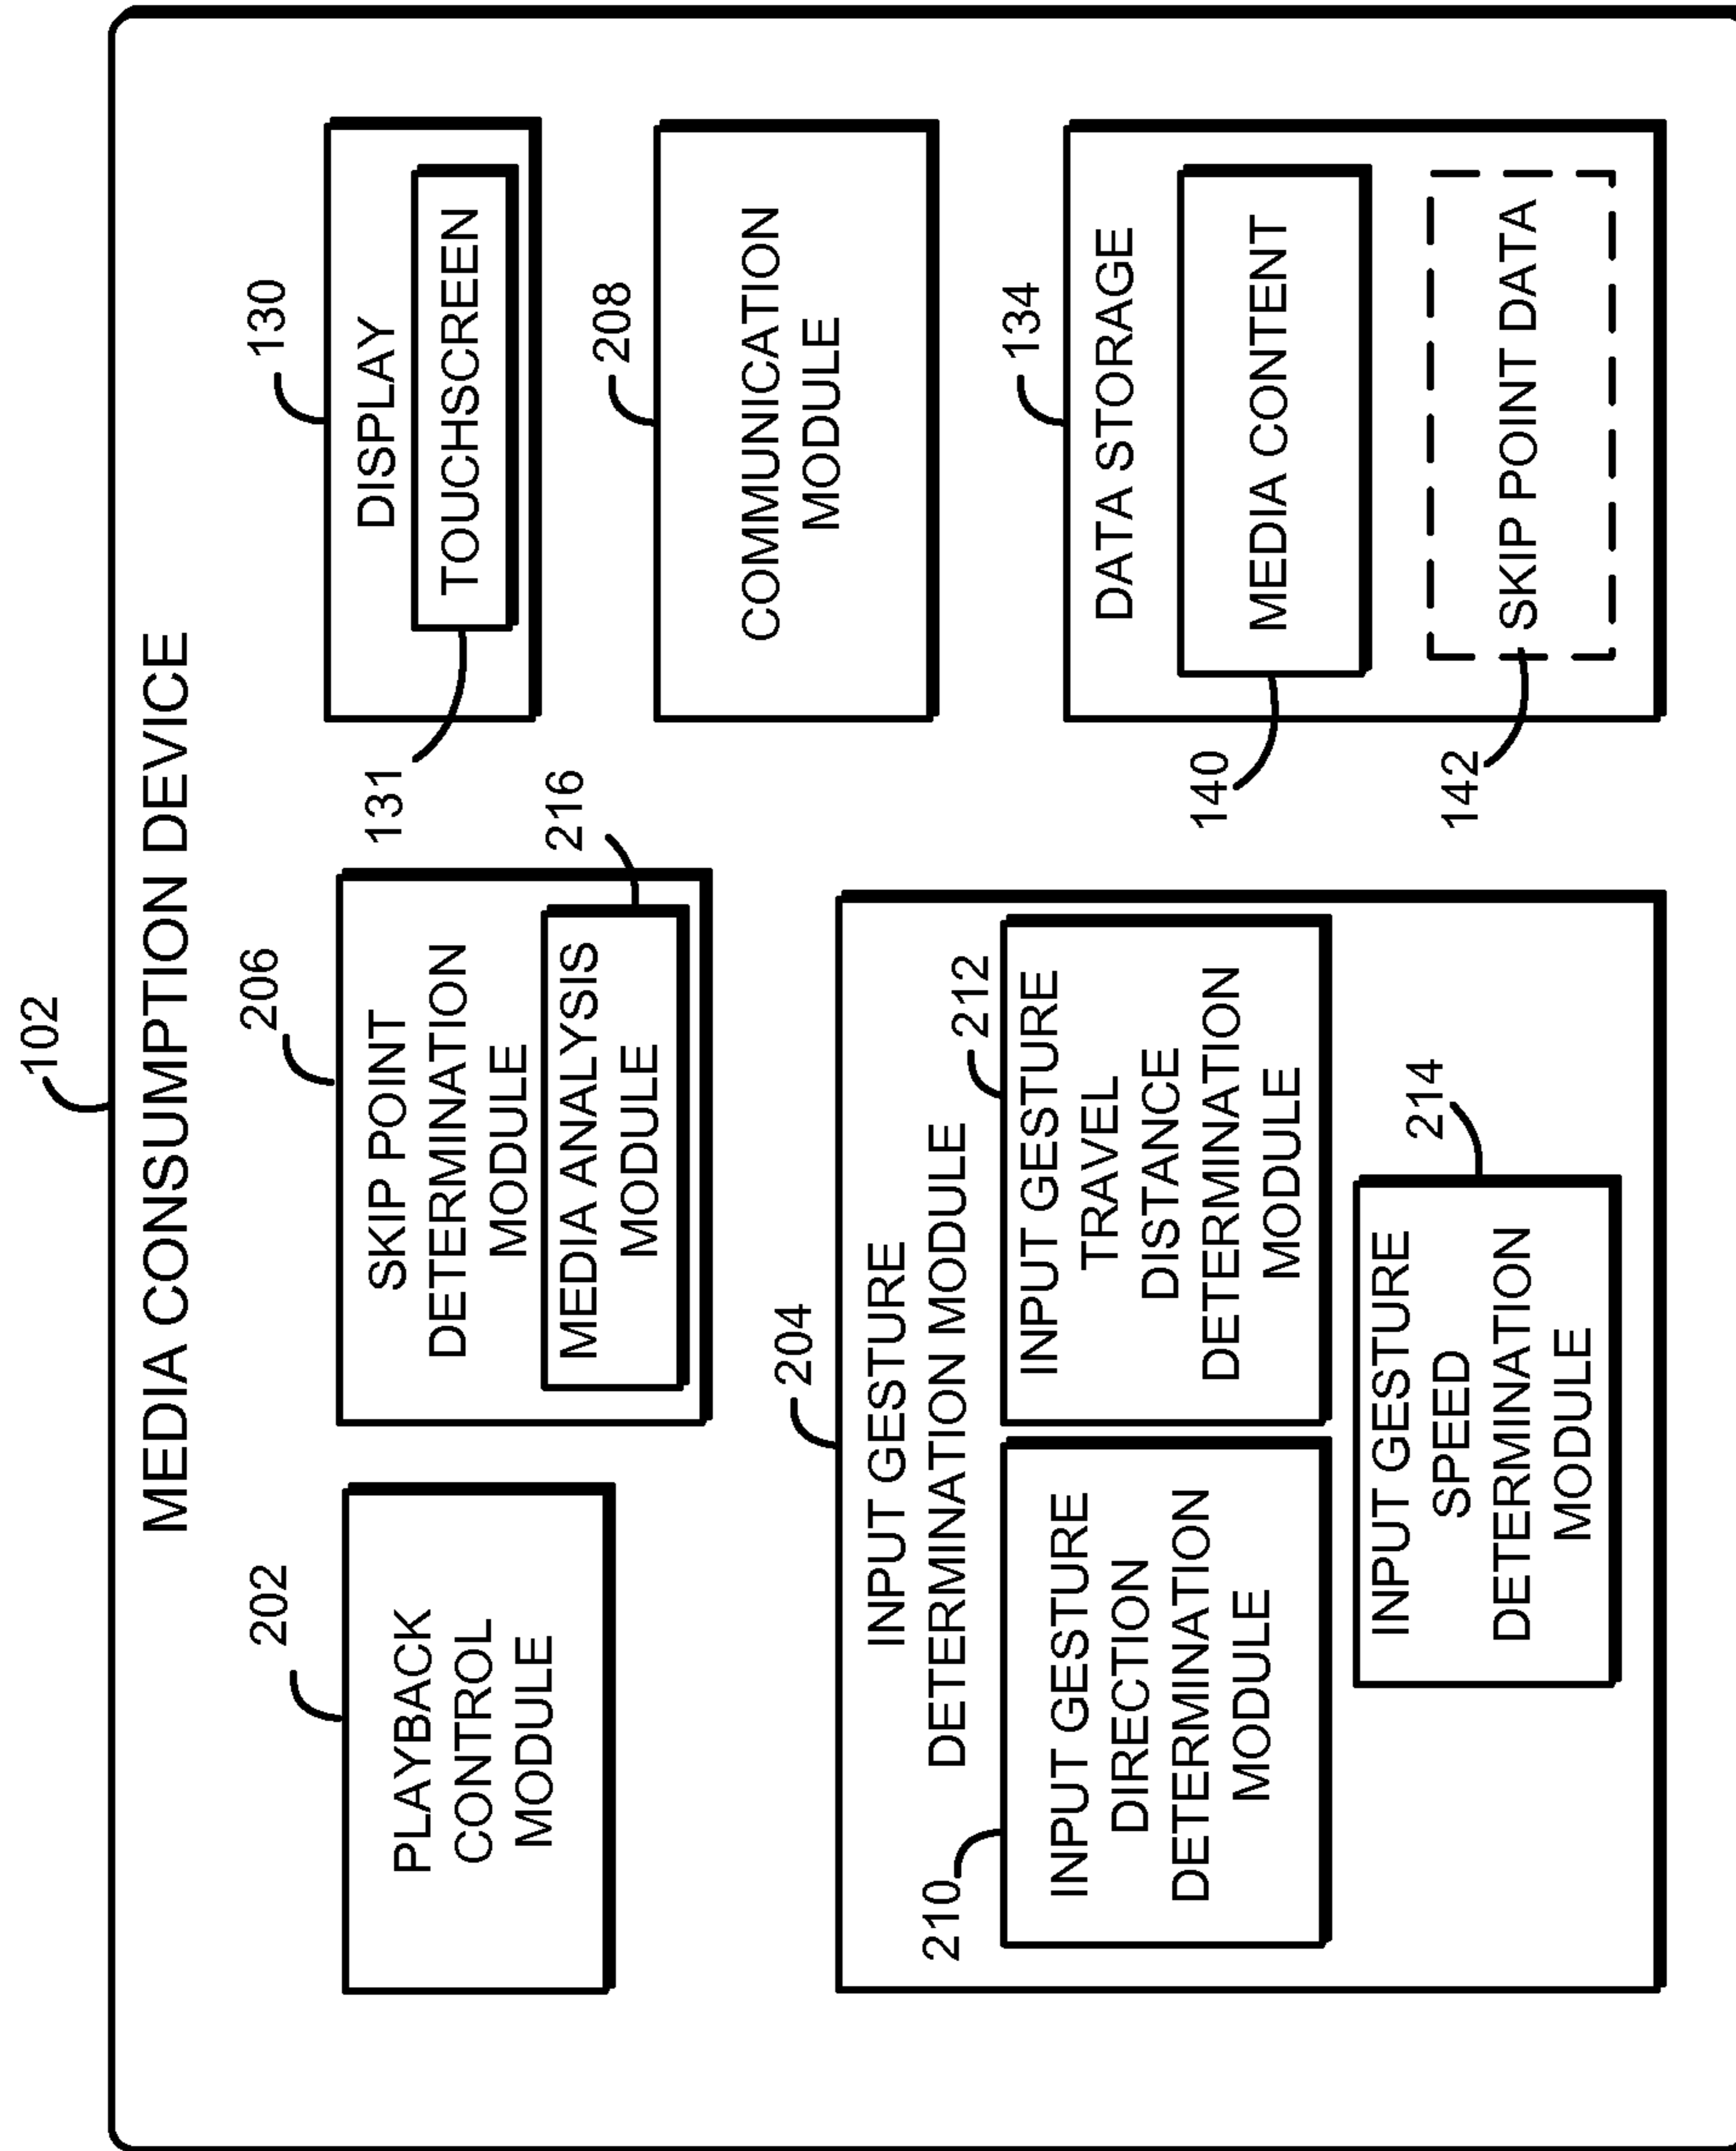 102
MEDIA CONSUMPTION DEVICE
202
PLAYBACK
CONTROL
MODULE
206
SKIP POINT
DETERMINATION
MODULE
MEDIA ANALYSIS
MODULE
216
130
DISPLAY
TOUCHSCREEN
131
208
COMMUNICATION
MODULE
204
INPUT GESTURE
DETERMINATION MODULE
210
INPUT GESTURE
DIRECTION
DETERMINATION
MODULE
212
INPUT GESTURE
TRAVEL
DISTANCE
DETERMINATION
MODULE
214
INPUT GESTURE
SPEED
DETERMINATION
MODULE
134
DATA STORAGE
140
MEDIA CONTENT
142
SKIP POINT DATA